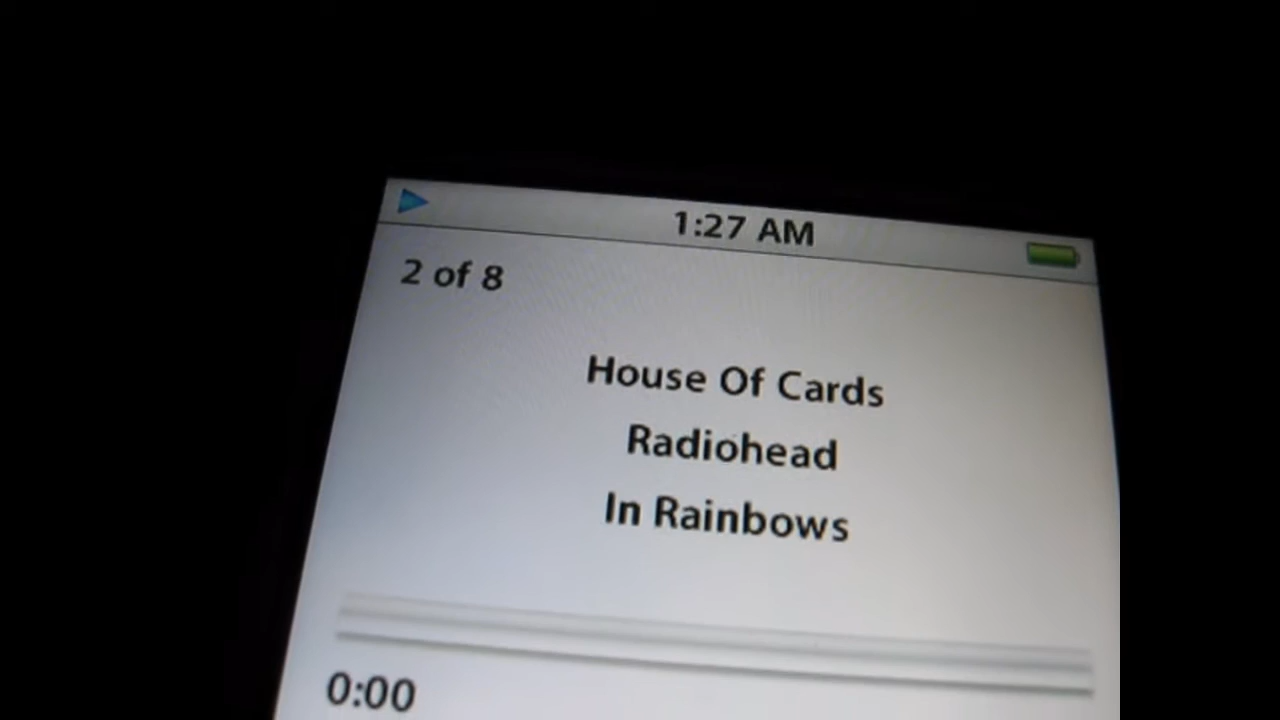 1:27 AM
2 of 8
House Of Cards
Radiohead
In Rainbows
0:00